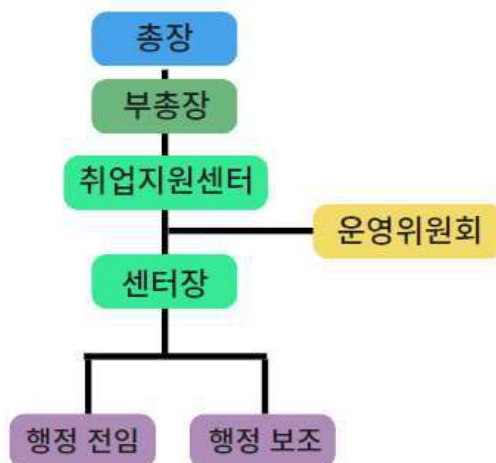 총장
부총장
취업지원센터
운영위원회
센터장
행정 전임
행정 보조